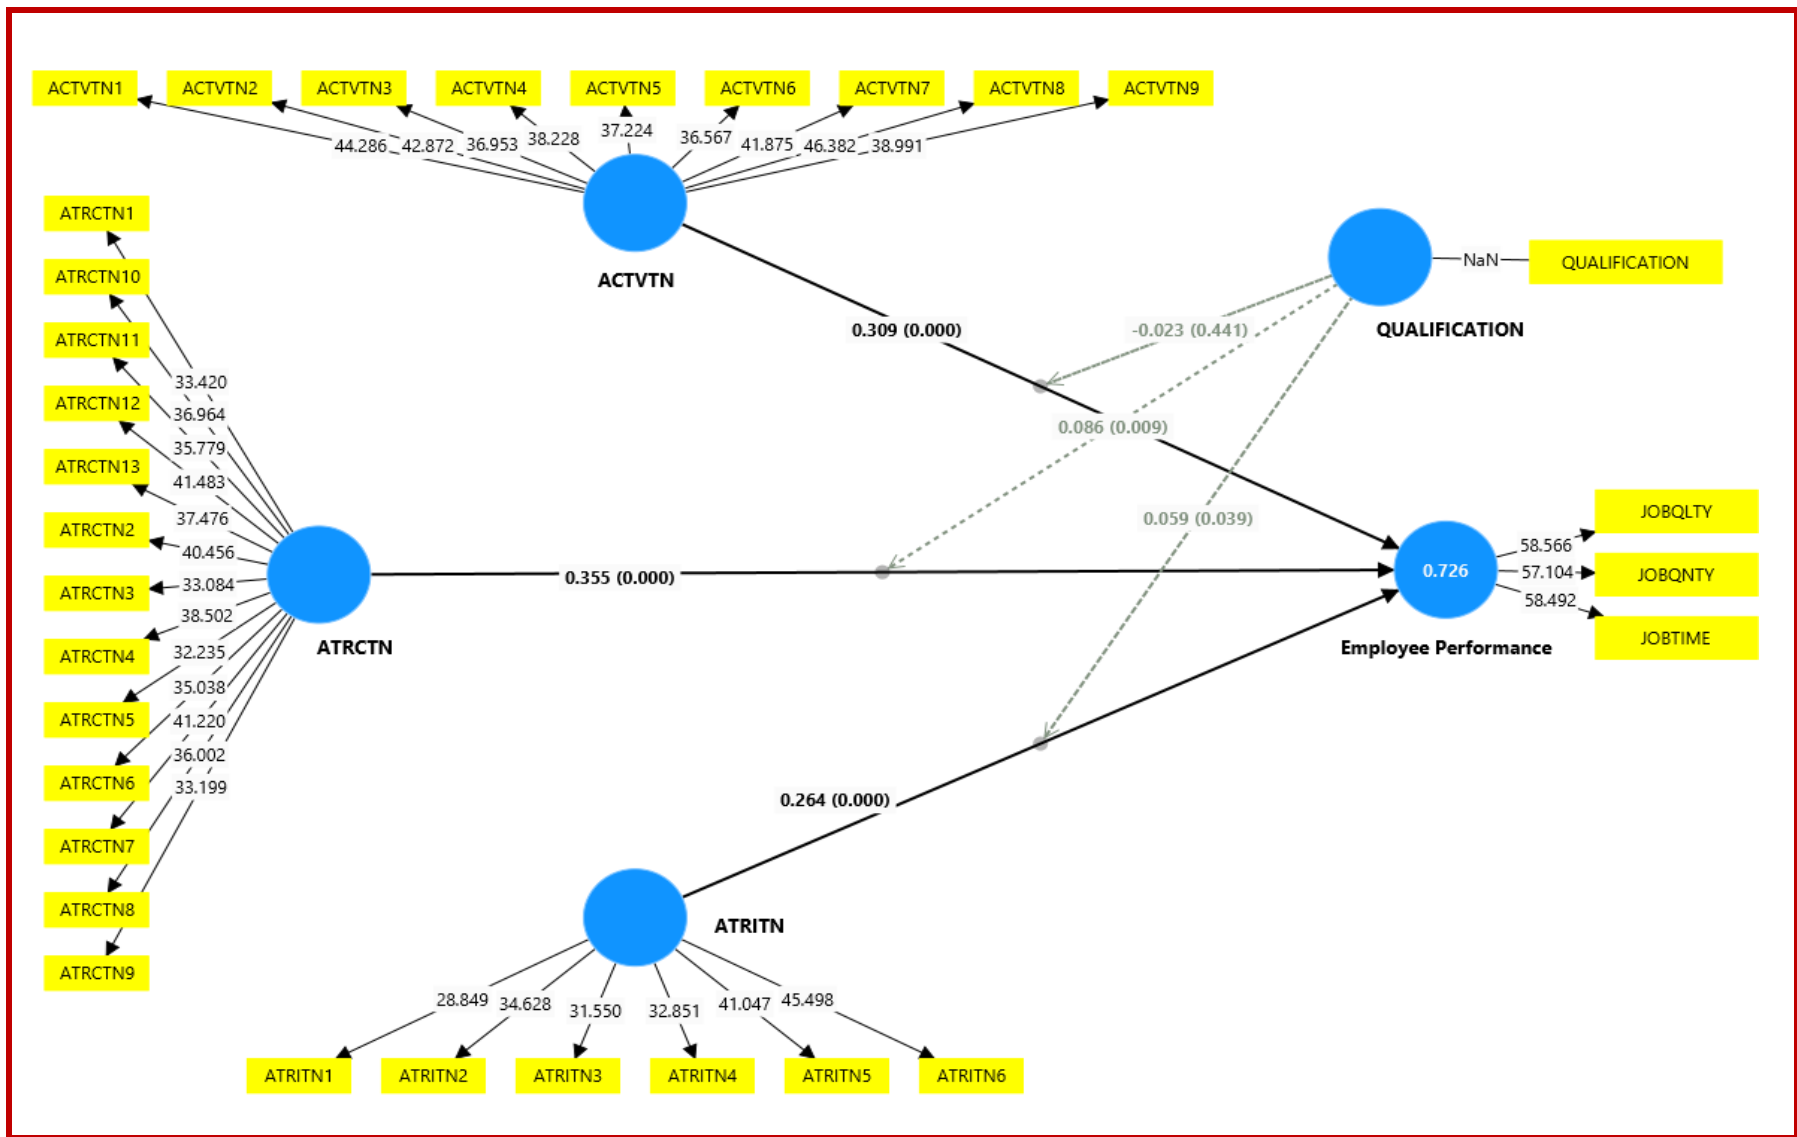 ACTVTN1 ACTVTN2 ACTVTN3 ACTVTN4 ACTVTN5 ACTVTN6 ACTVTN7 ACTVTN8 ACTVTN9
44.286 42.872 36.953 38.228 37.224 36.567 41.875 46.382 38.991
ACTVTN
ATRCTN1
ATRCTN10
ATRCTN11
ATRCTN12
ATRCTN13
ATRCTN2
ATRCTN3
ATRCTN4
ATRCTN5
ATRCTN6
ATRCTN7
ATRCTN8
ATRCTN9
33.420
36.964
35.779
41.483
37.476
40.456
33.084
38.502
32.235
35.038
41.220
36.002
33.199
ATRCTN
QUALIFICATION
NaN
QUALIFICATION
0.309 (0.000)
-0.023 (0.441)
0.086 (0.009)
0.059 (0.039)
0.355 (0.000)
0.264 (0.000)
0.726
Employee Performance
58.566
57.104
58.492
JOBQLTY
JOBQNTY
JOBTIME
ATRITN
28.849 34.628 31.550 32.851 41.047 45.498
ATRITN1 ATRITN2 ATRITN3 ATRITN4 ATRITN5 ATRITN6